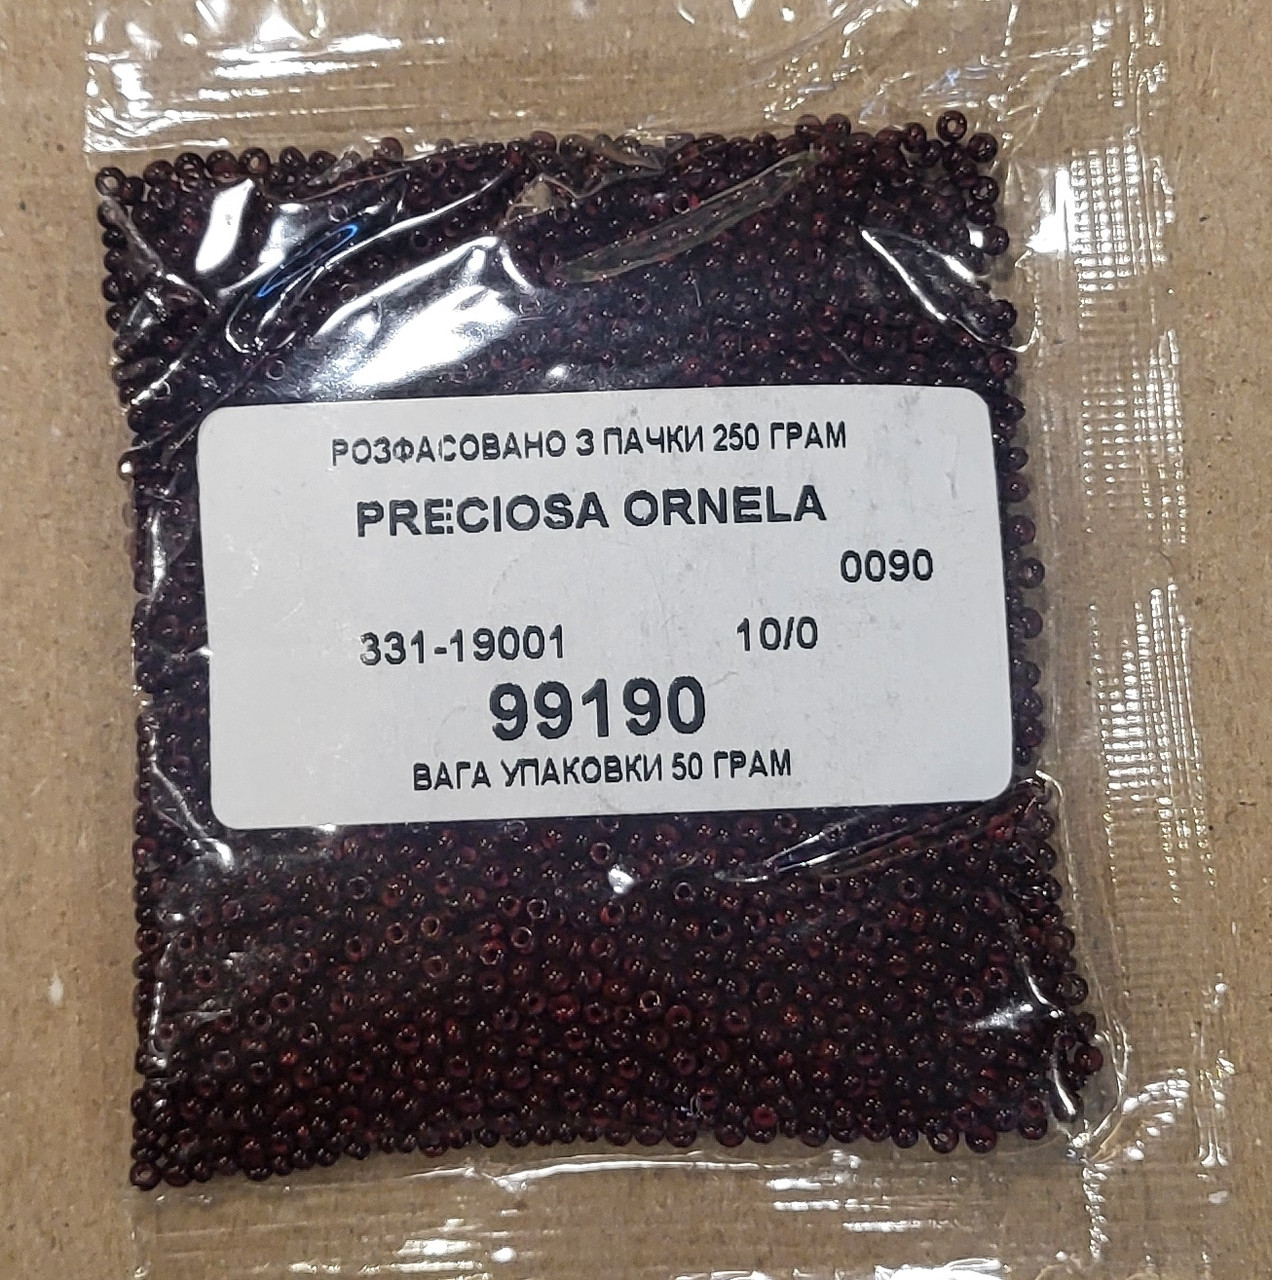 РОЗФАСОВАНО З ПАЧКИ 250 ГРАМ
PRECIOSA ORNELA
0090
331-19001 10/0
99190
ВАГА УПАКОВКИ 50 ГРАМ